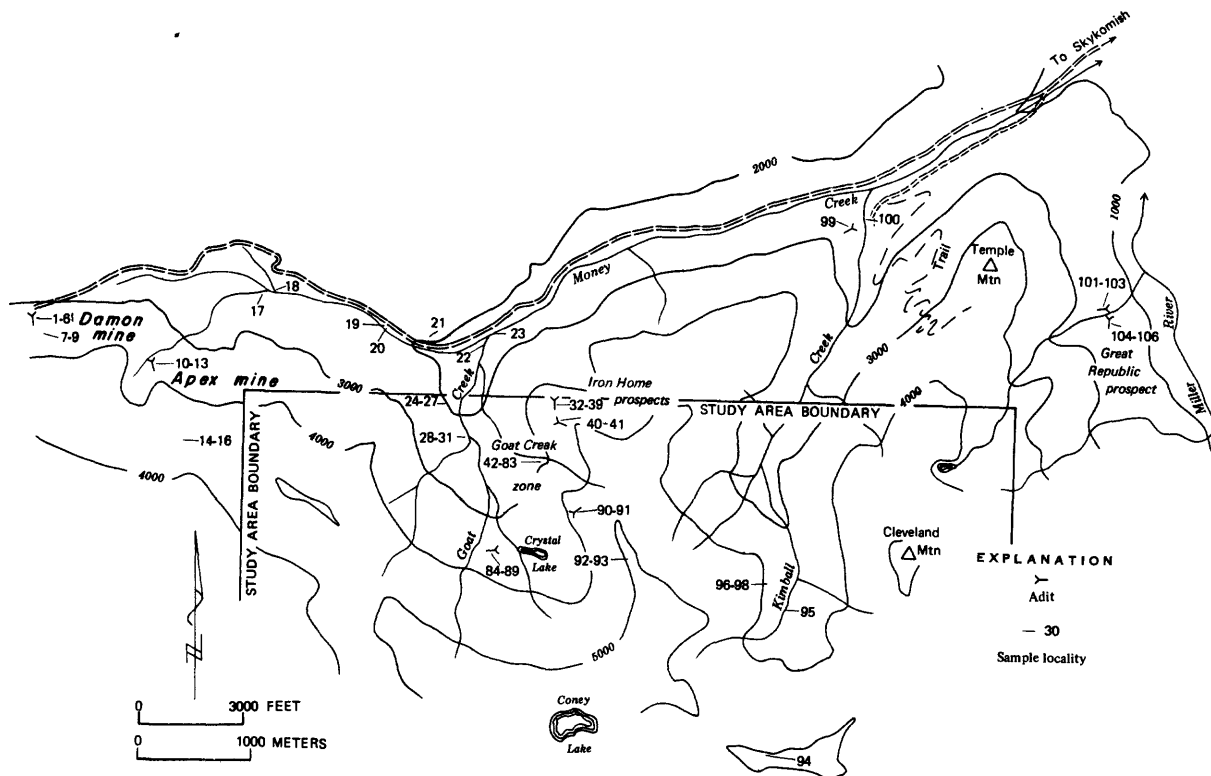 To Skykomish
2000
Creek
99
100
Money
Trail
Temple
Mtn
1000
101-103
104-106
Great
Republic
prospect
River
Miller
18
17
1-6
7-9
Damon
mine
19
20
21
22
23
10-13
Apex mine
3000
Creek
Creek
3000
24-27
Iron Home
prospects
32-39
40-41
STUDY AREA BOUNDARY
4000
14-16
4000
4000
28-31
Goat Creek
42-83
zone
STUDY AREA BOUNDARY
90-91
Goat
Crystal
Lake
84-89
92-93
96-98
Kimball
95
Cleveland
Mtn
EXPLANATION
Adit
30
Sample locality
5000
N
0 3000 FEET
0 1000 METERS
Coney
Lake
94